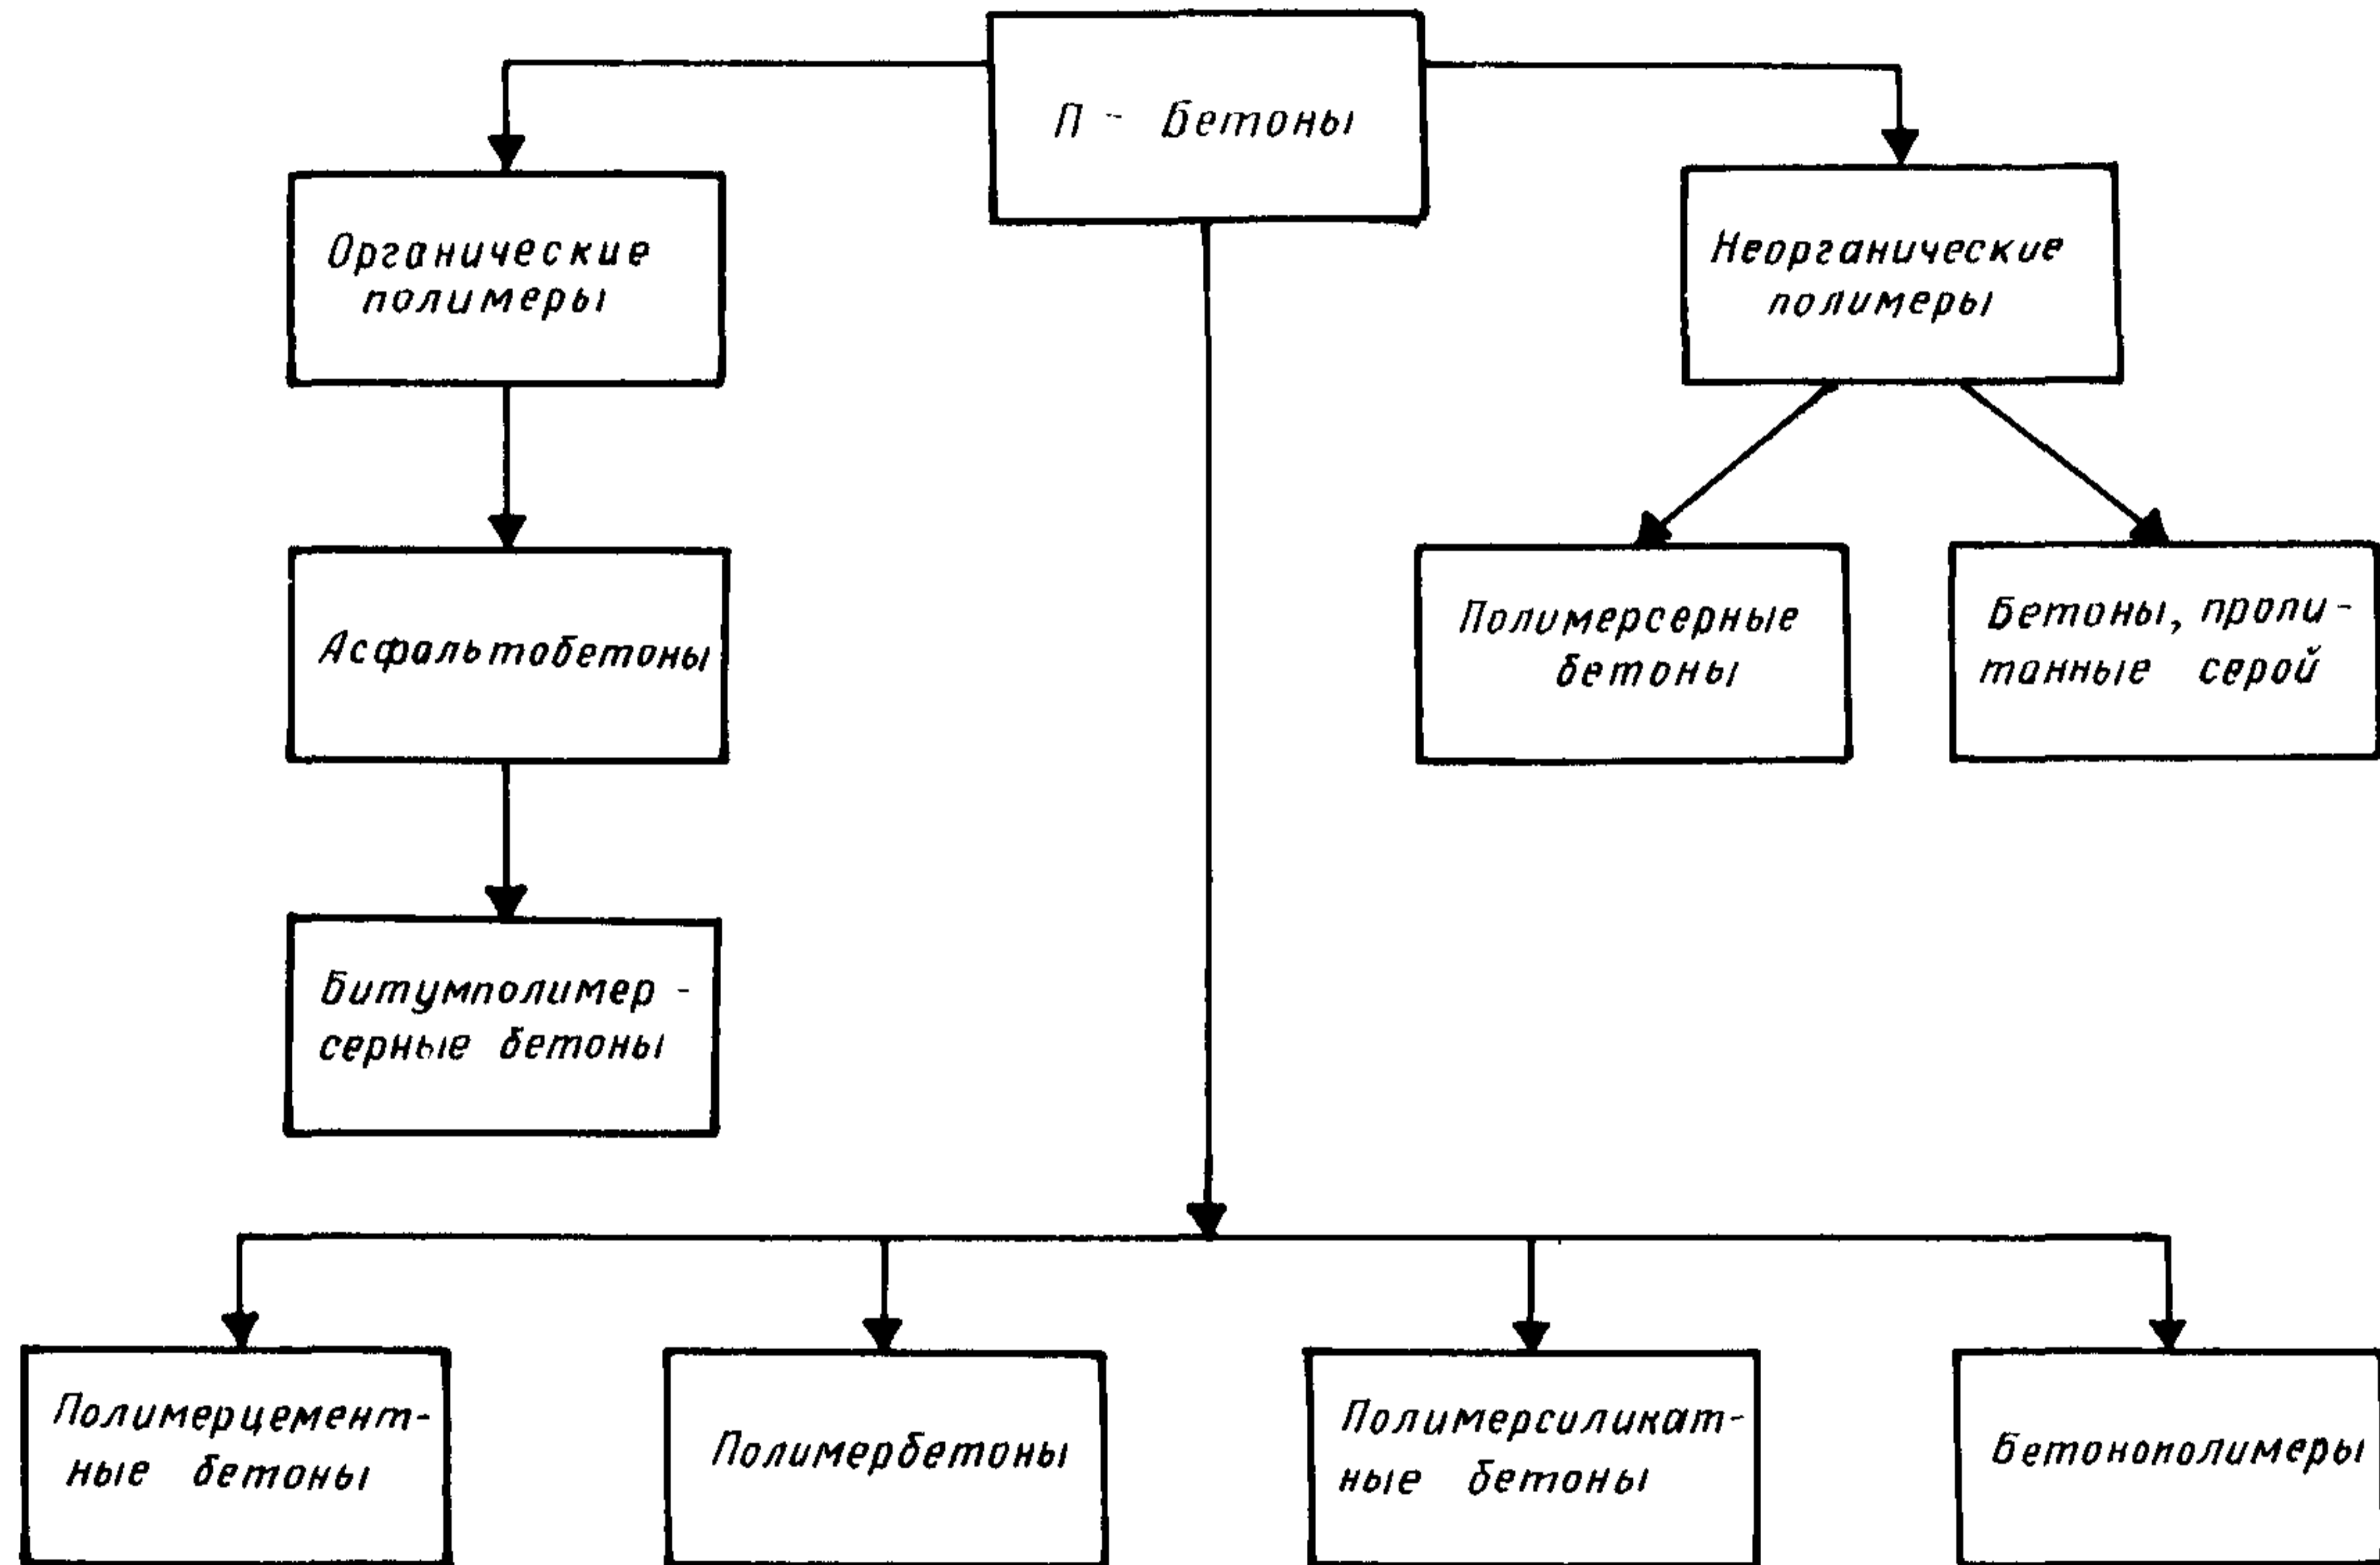 П - Бетоны
Органические
полимеры
Неорганические
полимеры
Асфальтобетоны
Полимерсерные
бетоны
Бетоны, пропи-
танные серой
Битумполимер -
серные бетоны
Полимерцемент-
ные бетоны
Полимербетоны
Полимерсиликат-
ные бетоны
Бетонополимеры